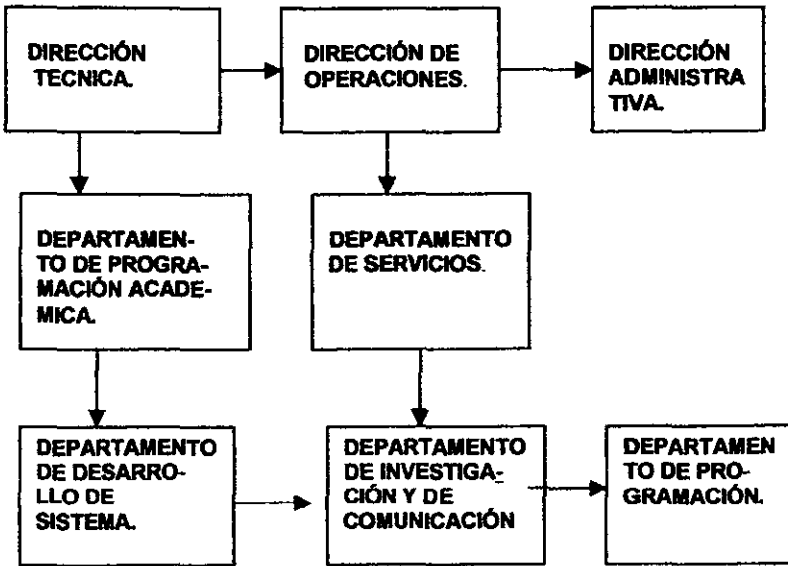 DIRECCIÓN
TECNICA.
DIRECCIÓN DE
OPERACIONES.
DIRECCIÓN
ADMINISTRA
TIVA.
DEPARTAMEN-
TO DE PROGRA-
MACIÓN ACADE-
MICA.
DEPARTAMENTO
DE SERVICIOS.
DEPARTAMENTO
DE DESARRO-
LLO DE
SISTEMA.
DEPARTAMENTO
DE INVESTIGA-
CIÓN Y DE
COMUNICACIÓN
DEPARTAMEN
TO DE PRO-
GRAMACIÓN.